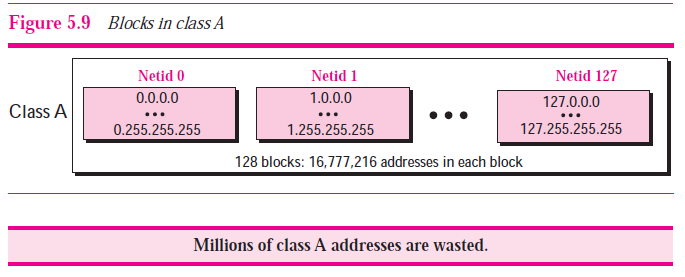 Figure 5.9 Blocks in class A
Netid 0 Netid 1 Netid 127
Class A
0.0.0.0 1.0.0.0 127.0.0.0
••• ••• ••• •••
0.255.255.255 1.255.255.255 127.255.255.255
128 blocks: 16,777,216 addresses in each block
Millions of class A addresses are wasted.